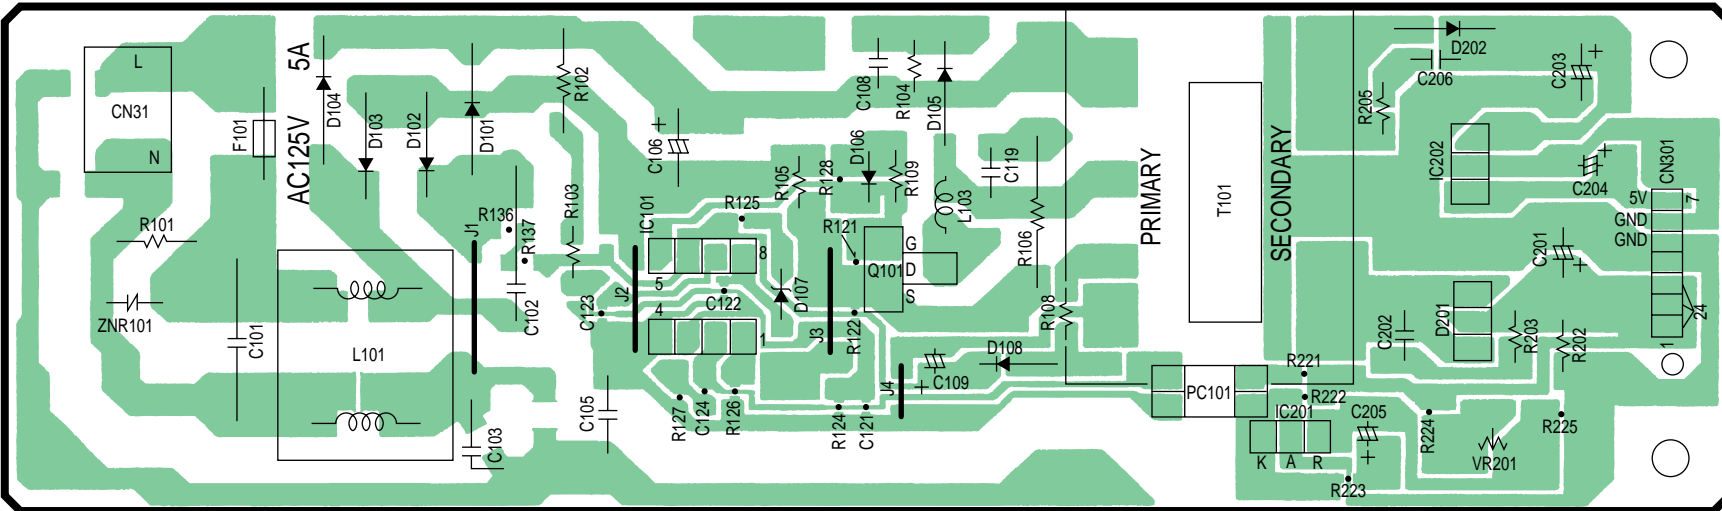 L
CN31
N
F101
AC125V 5A
D104
D103
D102
D101
R102
C106
C108
R104
D105
D106
R105
R128
R109
C119
L103
R106
PRIMARY
T101
SECONDARY
D202
C206
C203
R205
IC202
C204
CN301
5V
GND
GND
7
R101
ZNR101
C101
L101
J1
R136
R137
R103
C102
C123
J2
IC101
R125
8
5
C122
4
1
D107
R121
Q101
G
D
S
J3
R122
R108
D108
C109
J4
C201
C202
D201
R203
R202
24
1
C103
C105
R127
C124
R126
R124
C121
PC101
R221
R222
IC201
K A R
C205
R223
R224
VR201
R225